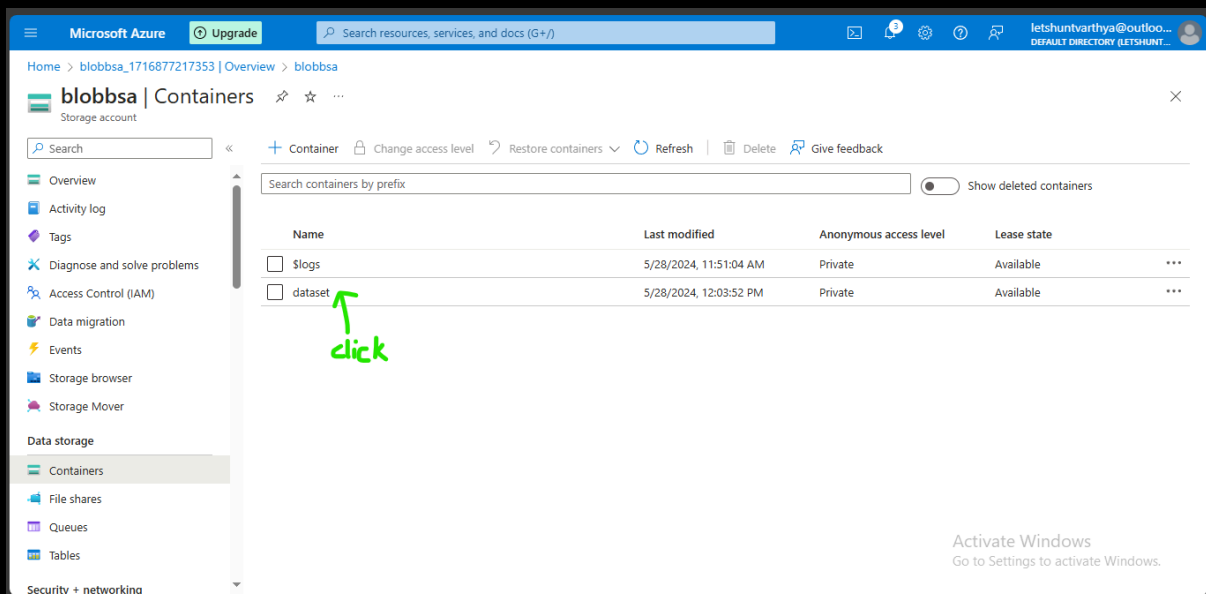 Microsoft Azure
Upgrade
Search resources, services, and docs (G+/)
3
letshuntvarthya@outloo...
DEFAULT DIRECTORY (LETSHUNT...
Home > blobbsa_1716877217353 | Overview > blobbsa
blobbsa | Containers ...
Storage account
Search
«
+ Container
Change access level
Restore containers
Refresh
Delete
Give feedback
Search containers by prefix
Show deleted containers
Overview
Activity log
Tags
Diagnose and solve problems
Access Control (IAM)
Data migration
Events
Storage browser
Storage Mover
Data storage
Containers
File shares
Queues
Tables
Security + networking
Name Last modified Anonymous access level Lease state
$logs 5/28/2024, 11:51:04 AM Private Available ...
dataset 5/28/2024, 12:03:52 PM Private Available ...
click
Activate Windows
Go to Settings to activate Windows.